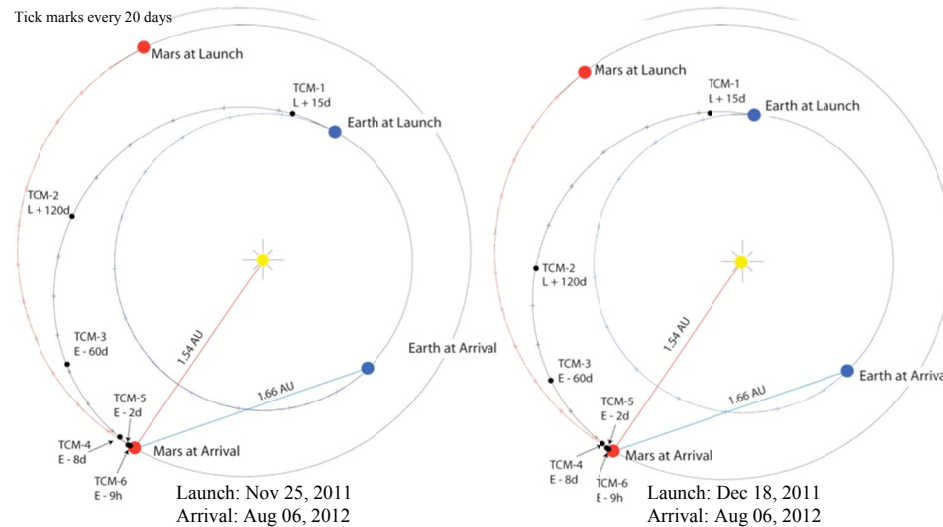 Tick marks every 20 days
Mars at Launch
TCM-1
L + 15d
Earth at Launch
TCM-2
L + 120d
1.54 AU
TCM-3
E - 60d
Earth at Arrival
1.66 AU
TCM-5
E - 2d
TCM-4
E - 8d
Mars at Arrival
TCM-6
E - 9h
Launch: Nov 25, 2011
Arrival: Aug 06, 2012
Mars at Launch
TCM-1
L + 15d
Earth at Launch
TCM-2
L + 120d
1.54 AU
TCM-3
E - 60d
Earth at Arriva
1.66 AU
TCM-5
E - 2d
TCM-4
E - 8d
Mars at Arrival
TCM-6
E - 9h
Launch: Dec 18, 2011
Arrival: Aug 06, 2012